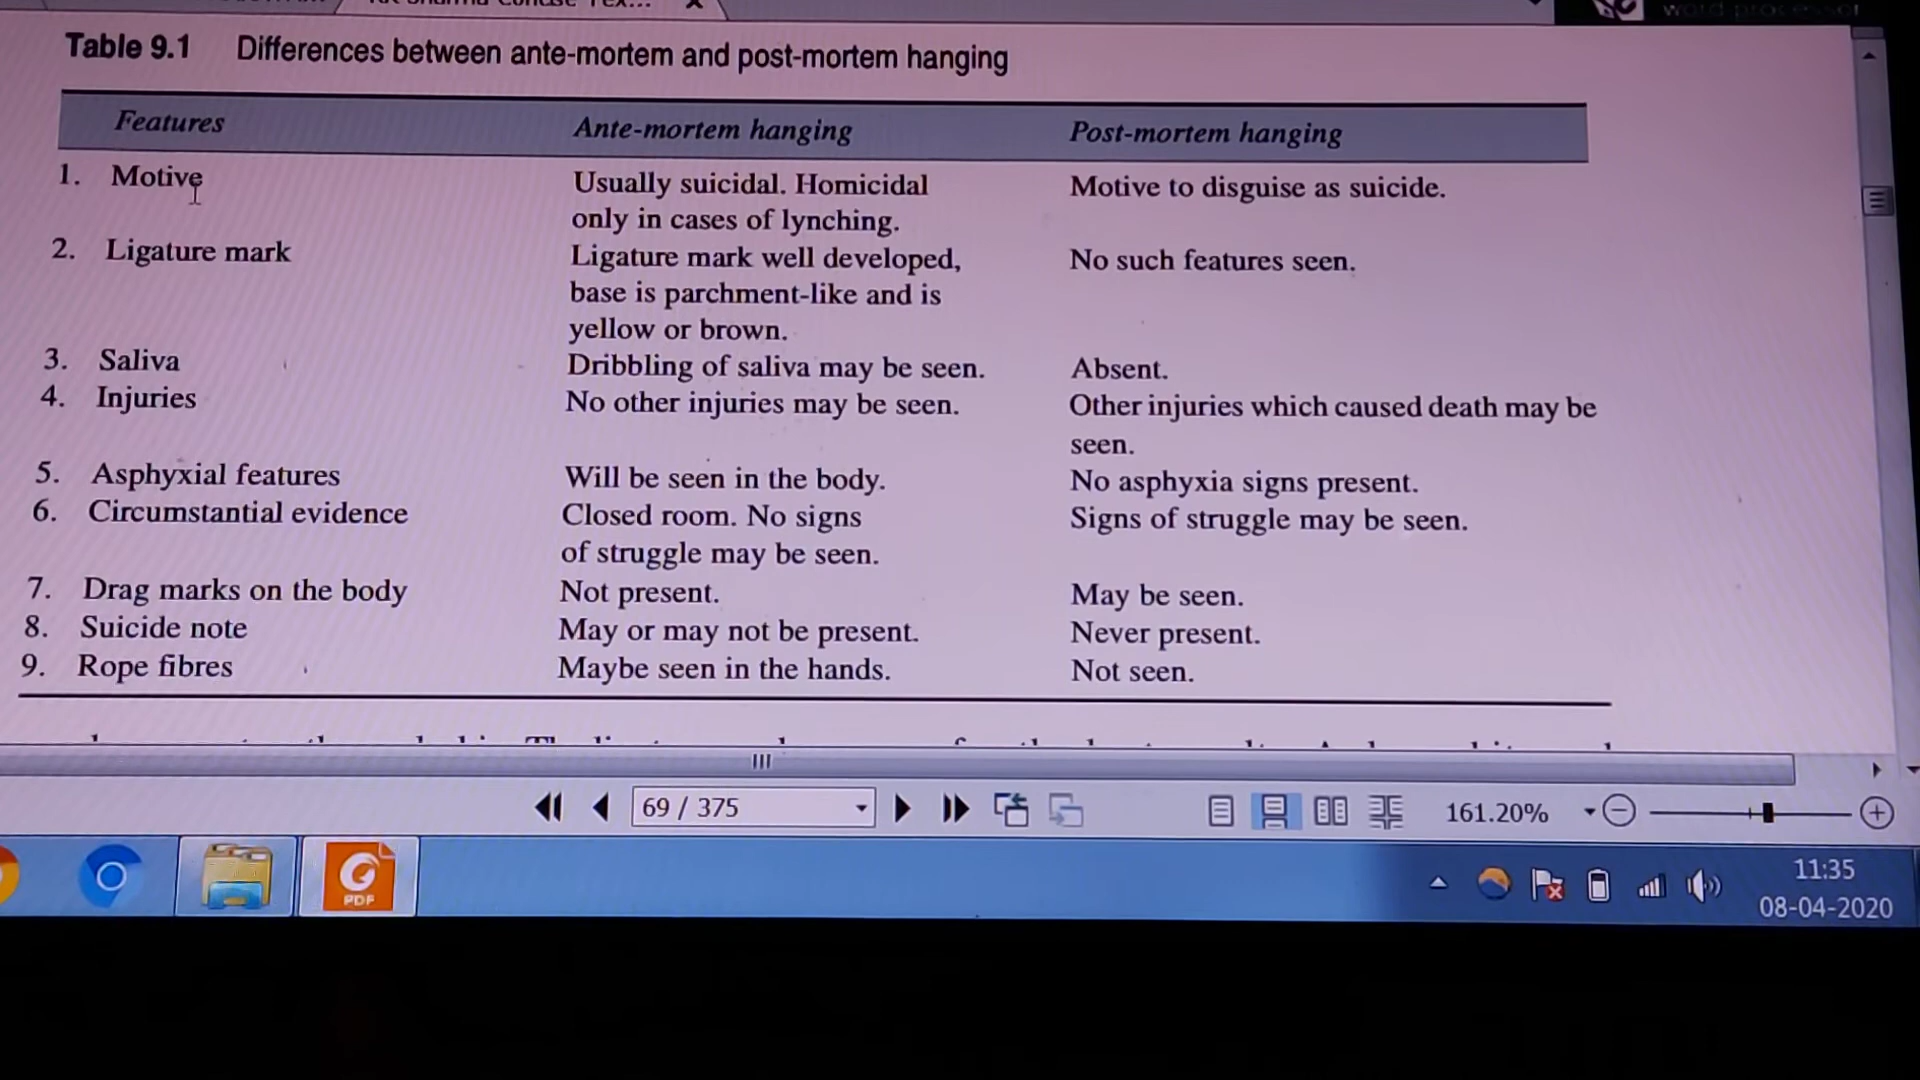 Table 9.1 Differences between ante-mortem and post-mortem hanging
Features Ante-mortem hanging Post-mortem hanging
1. Motive Usually suicidal. Homicidal Motive to disguise as suicide.
only in cases of lynching.
2. Ligature mark Ligature mark well developed, No such features seen.
base is parchment-like and is
yellow or brown.
3. Saliva Dribbling of saliva may be seen. Absent.
4. Injuries No other injuries may be seen. Other injuries which caused death may be
seen.
5. Asphyxial features Will be seen in the body. No asphyxia signs present.
6. Circumstantial evidence Closed room. No signs Signs of struggle may be seen.
of struggle may be seen.
7. Drag marks on the body Not present. May be seen.
8. Suicide note May or may not be present. Never present.
9. Rope fibres Maybe seen in the hands. Not seen.
69 / 375
161.20%
PDF
11:35
08-04-2020